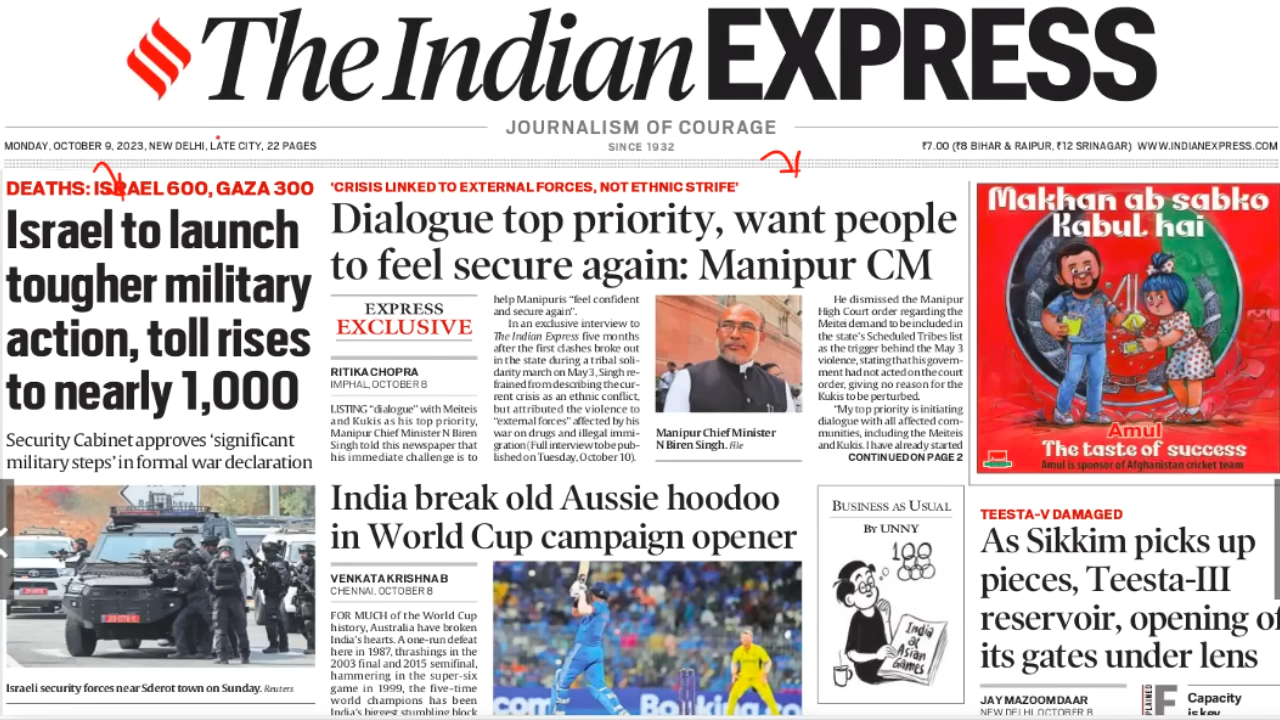 The Indian EXPRESS
JOURNALISM OF COURAGE
SINCE 1932
MONDAY, OCTOBER 9, 2023, NEW DELHI, LATE CITY, 22 PAGES
₹7.00 (₹8 BIHAR & RAIPUR, ₹12 SRINAGAR) WWW.INDIANEXPRESS.COM
DEATHS: ISRAEL 600, GAZA 300
Israel to launch
tougher military
action, toll rises
to nearly 1,000
Security Cabinet approves ‘significant
military steps’ in formal war declaration
Israeli security forces near Sderot town on Sunday. Reuters
'CRISIS LINKED TO EXTERNAL FORCES, NOT ETHNIC STRIFE'
Dialogue top priority, want people
to feel secure again: Manipur CM
EXPRESS
EXCLUSIVE
RITIKA CHOPRA
IMPHAL, OCTOBER 8
LISTING “dialogue” with Meiteis
and Kukis as his top priority,
Manipur Chief Minister N Biren
Singh told this newspaper that
his immediate challenge is to
help Manipuris “feel confident
and secure again”.
In an exclusive interview to
The Indian Express five months
after the first clashes broke out
in the state during a tribal soli-
darity march on May 3, Singh re-
frained from describing the cur-
rent crisis as an ethnic conflict,
but attributed the violence to
“external forces” affected by his
war on drugs and illegal immi-
gration (Full interview to be pub-
lished on Tuesday, October 10).
Manipur Chief Minister
N Biren Singh. File
He dismissed the Manipur
High Court order regarding the
Meitei demand to be included in
the state’s Scheduled Tribes list
as the trigger behind the May 3
violence, stating that his govern-
ment had not acted on the court
order, giving no reason for the
Kukis to be perturbed.
“My top priority is initiating
dialogue with all affected com-
munities, including the Meiteis
and Kukis. I have already started
CONTINUED ON PAGE 2
India break old Aussie hoodoo
in World Cup campaign opener
VENKATA KRISHNA B
CHENNAI, OCTOBER 8
FOR MUCH of the World Cup
history, Australia have broken
India’s hearts. A one-run defeat
here in 1987, thrashings in the
2003 final and 2015 semifinal,
hammering in the super-six
game in 1999, the five-time
world champions has been
India’s biggest stumbling block
BUSINESS AS USUAL
BY UNNY
100
India
at
Asian
Games
Makhan ab sabko
Kabul hai
Amul
The taste of success
Amul is sponsor of Afghanistan cricket team
TEESTA-V DAMAGED
As Sikkim picks up
pieces, Teesta-III
reservoir, opening of
its gates under lens
JAY MAZOOMDAAR
NEW DELHI, OCTOBER 8
Capacity
is key